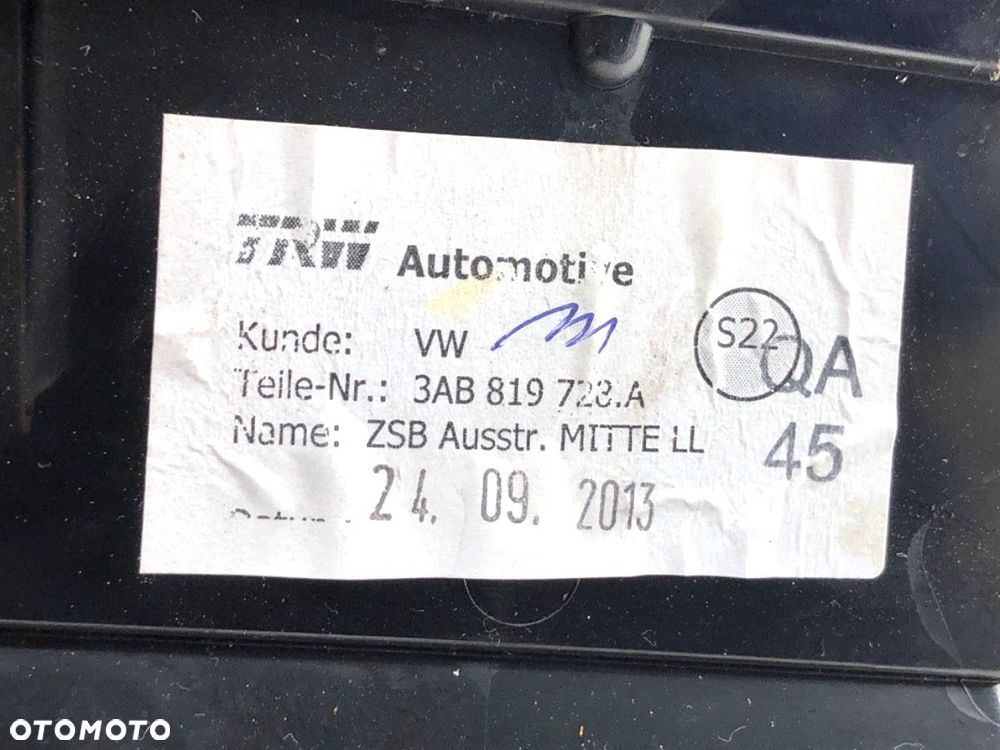 TRW Automotive
Kunde: VW
S22
QA
Teile-Nr.: 3AB 819 728.A
Name: ZSB Ausstr. MITTE LL
45
24. 09. 2013
OTOMOTO